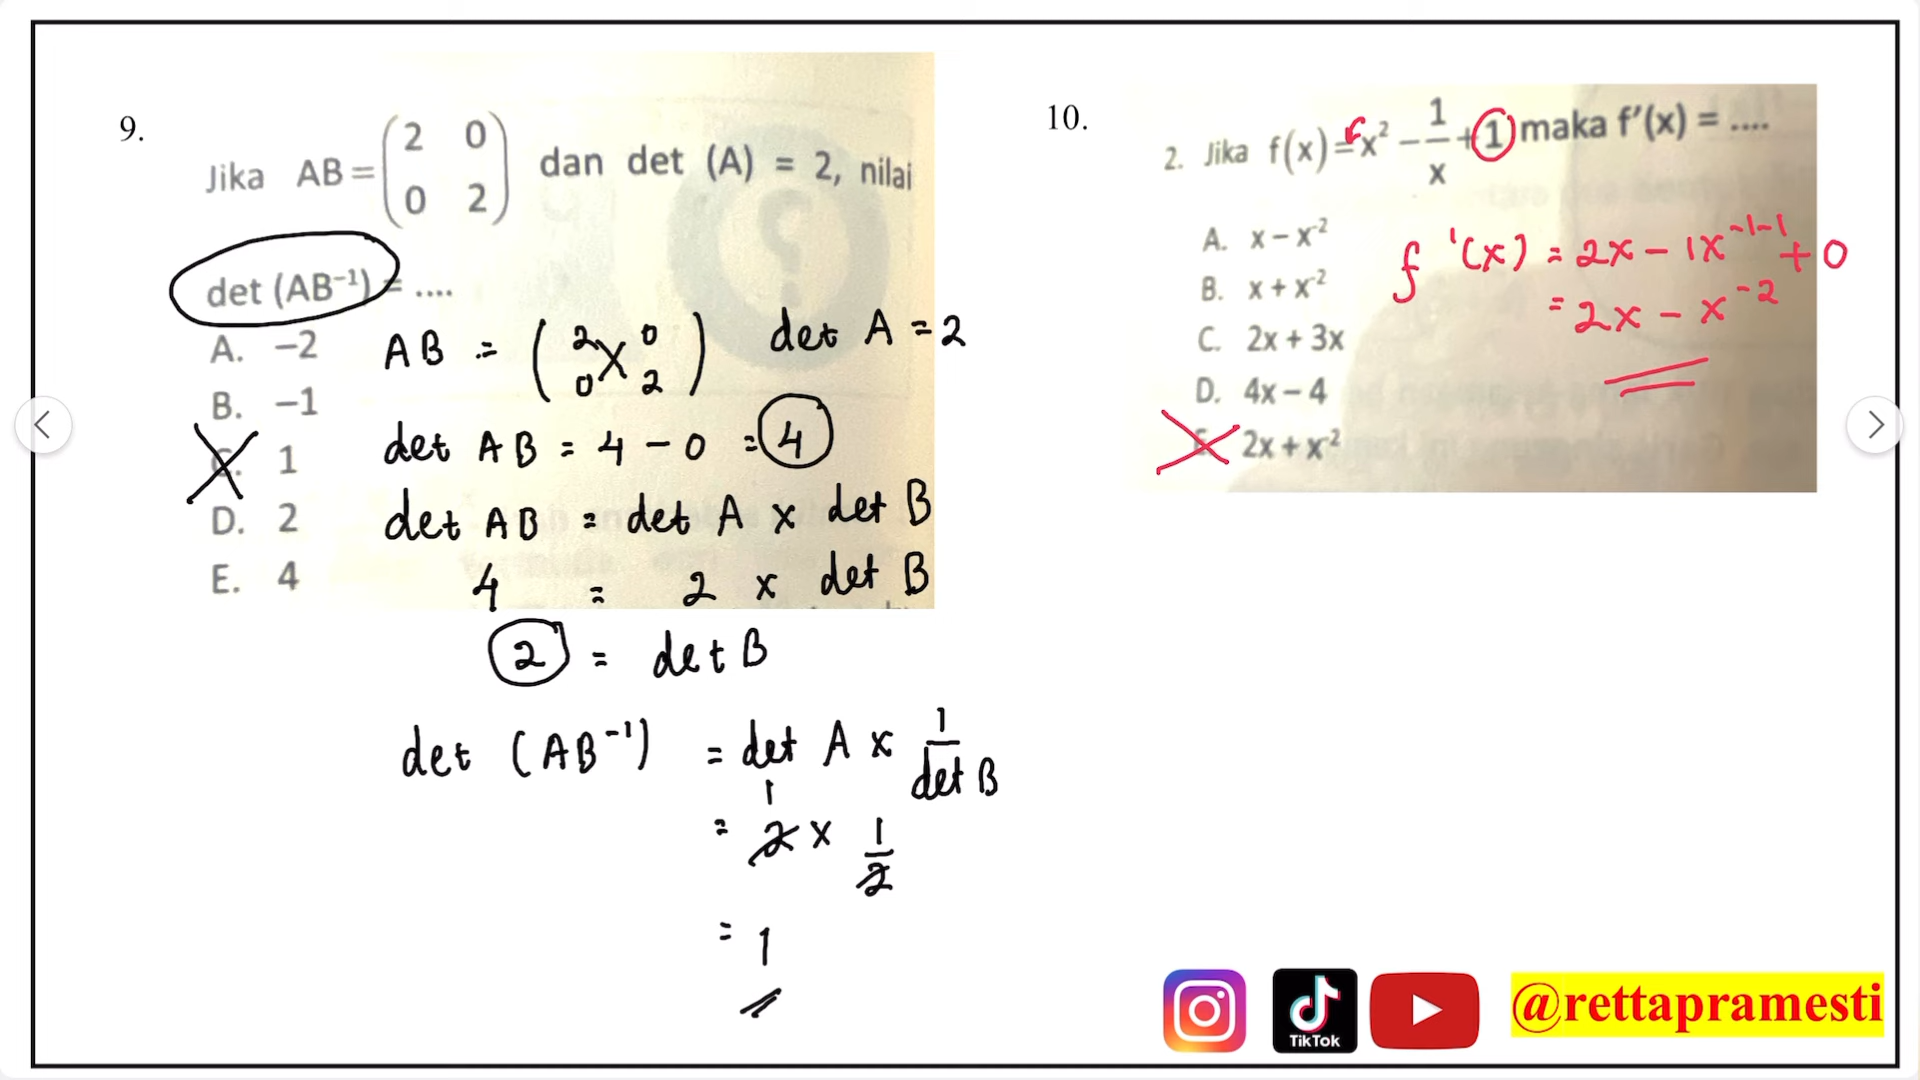 9.
Jika AB = (2 0
0 2) dan det (A) = 2, nilai
det (AB⁻¹) = ....
A. −2
B. −1
C. 1
D. 2
E. 4
AB = (2 0
0 2) det A = 2
det AB = 4 − 0 = 4
det AB = det A x det B
4 = 2 x det B
2 = det B
det (AB⁻¹) = det A x 1/det B
1
= 2 x 1/2
= 1
10.
2. Jika f(x) = x² − 1/x + 1 maka f'(x) = ....
A. x − x⁻²
B. x + x⁻²
C. 2x + 3x
D. 4x − 4
E. 2x + x²
f '(x) = 2x − 1x⁻¹⁻¹ + 0
= 2x − x⁻²
TikTok
@rettapramesti